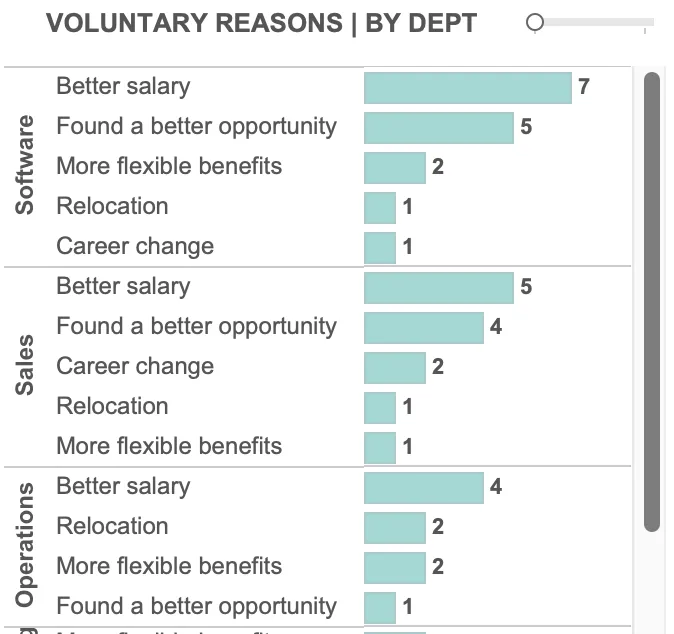 VOLUNTARY REASONS | BY DEPT
Software
Better salary 7
Found a better opportunity 5
More flexible benefits 2
Relocation 1
Career change 1
Sales
Better salary 5
Found a better opportunity 4
Career change 2
Relocation 1
More flexible benefits 1
Operations
Better salary 4
Relocation 2
More flexible benefits 2
Found a better opportunity 1